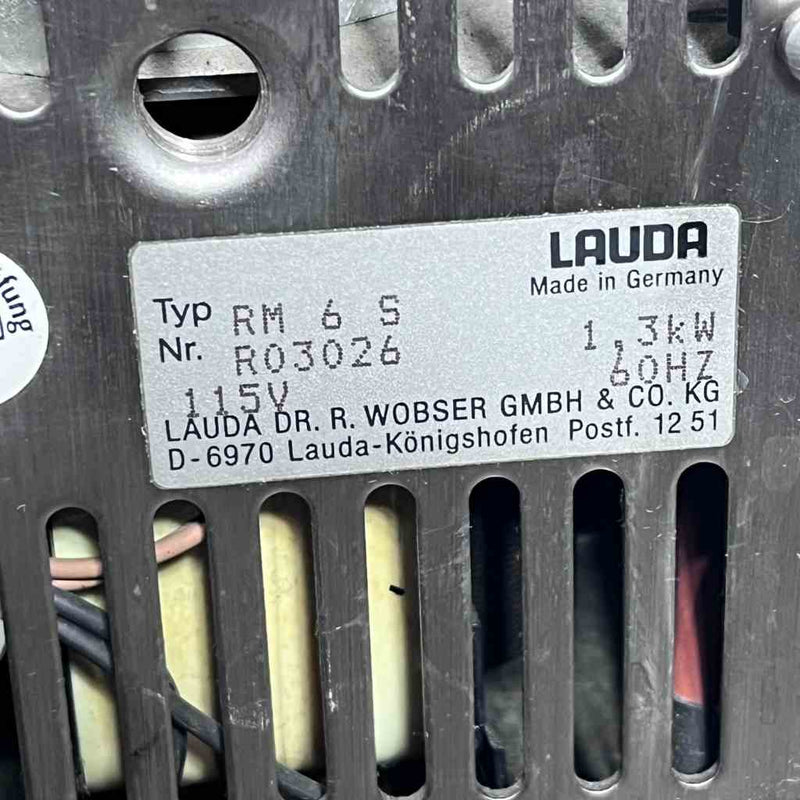 LAUDA
Made in Germany
Typ RM 6 S
Nr. R03026 1,3kW
115V 60HZ
LAUDA DR. R. WOBSER GMBH & CO. KG
D-6970 Lauda-Königshofen Postf. 12 51